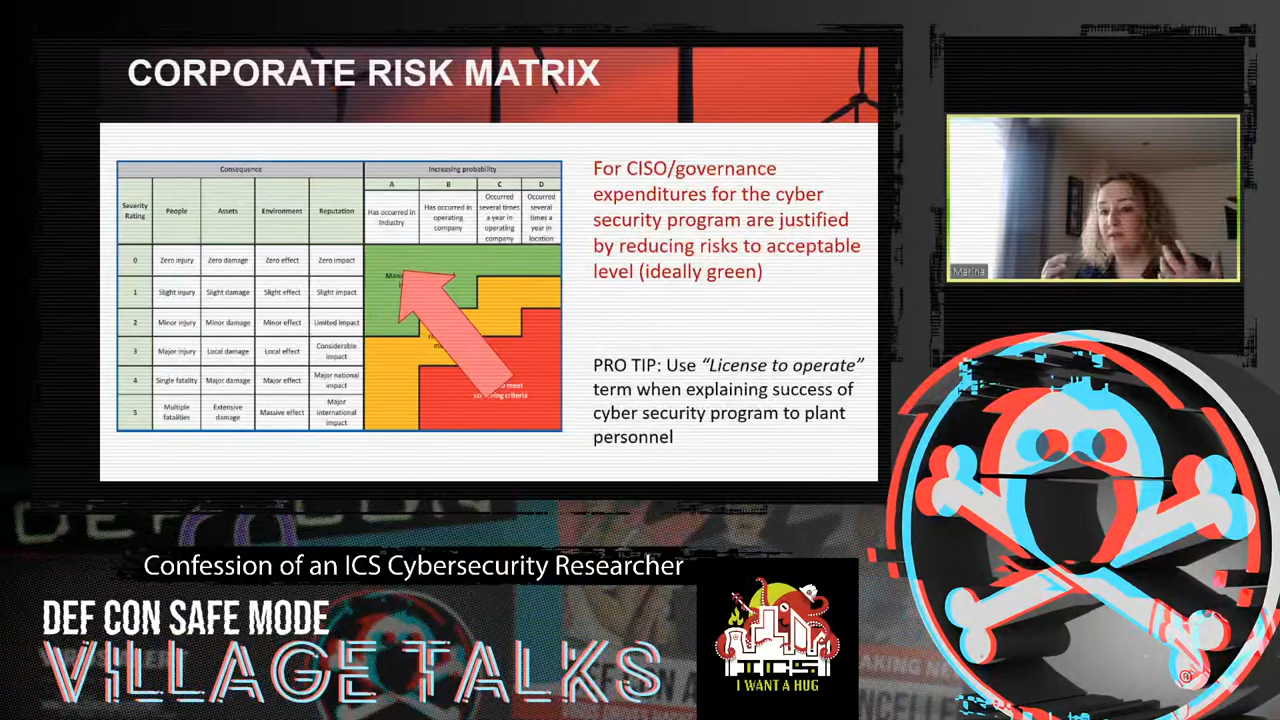 CORPORATE RISK MATRIX
Consequence
Increasing probability
Severity Rating
People
Assets
Environment
Reputation
A
Has occurred in Industry
B
Has occurred in operating company
C
Occurred several times a year in operating company
D
Occurred several times a year in location
0 Zero injury Zero damage Zero effect Zero impact
1 Slight injury Slight damage Slight effect Slight impact
2 Minor injury Minor damage Minor effect Limited impact
3 Major injury Local damage Local effect Considerable impact
4 Single fatality Major damage Major effect Major national impact
5 Multiple fatalities Extensive damage Massive effect Major international impact
meet
criteria
For CISO/governance
expenditures for the cyber
security program are justified
by reducing risks to acceptable
level (ideally green)
PRO TIP: Use “License to operate”
term when explaining success of
cyber security program to plant
personnel
Marina
Confession of an ICS Cybersecurity Researcher
DEF CON SAFE MODE
VILLAGE TALKS
ICS
I WANT A HUG
DEF CON